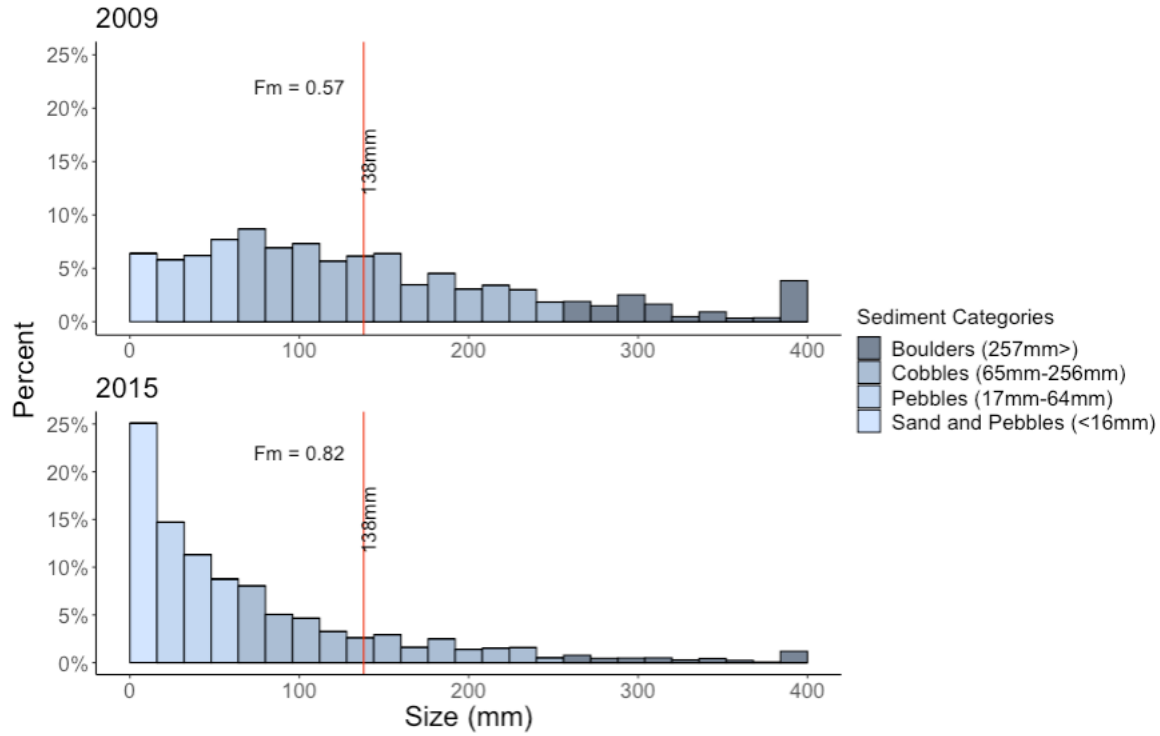 2009
25%
20%
15%
10%
5%
0%
Fm = 0.57
138mm
0
100
200
300
400
Percent
2015
25%
20%
15%
10%
5%
0%
Fm = 0.82
138mm
0
100
200
300
400
Size (mm)
Sediment Categories
Boulders (257mm>)
Cobbles (65mm-256mm)
Pebbles (17mm-64mm)
Sand and Pebbles (<16mm)